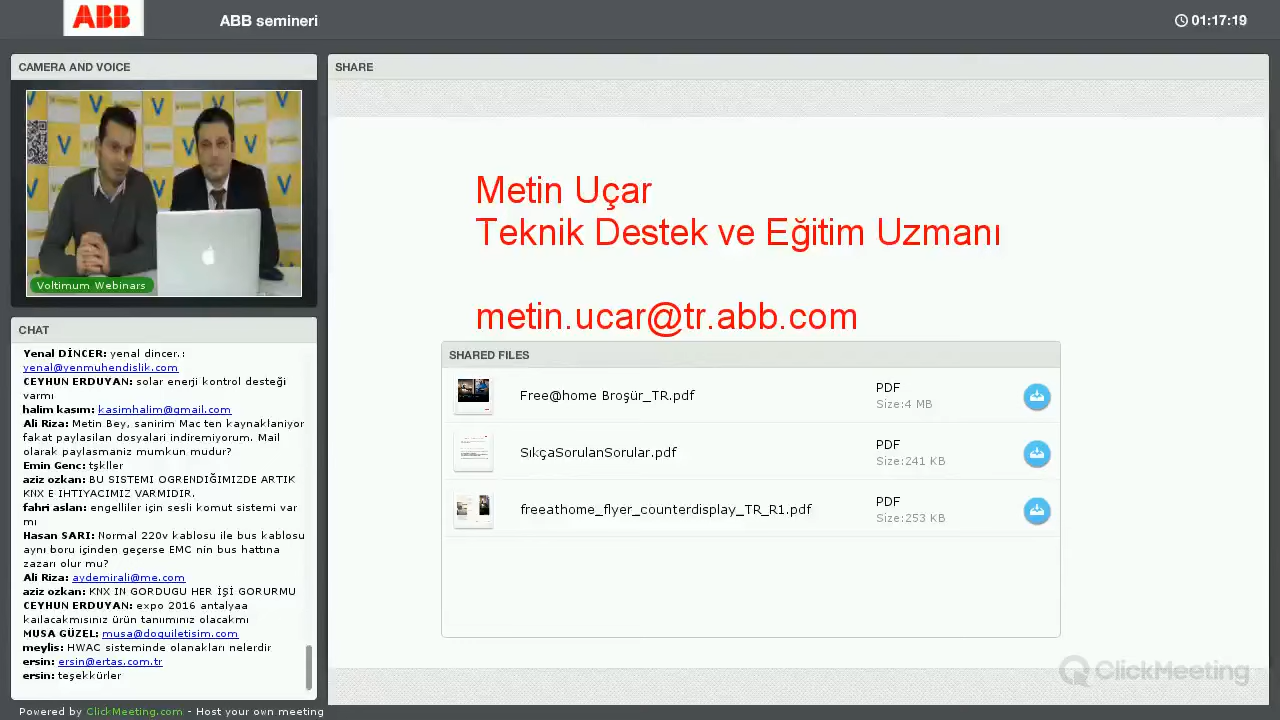 ABB
ABB semineri
01:17:19
CAMERA AND VOICE
Voltimum Webinars
CHAT
Yenal DİNCER: yenal dincer.:
yenal@yenmuhendislik.com
CEYHUN ERDUYAN: solar enerji kontrol desteği
varmı
halim kasım: kasimhalim@gmail.com
Ali Riza: Metin Bey, sanirim Mac ten kaynaklaniyor
fakat paylasilan dosyalari indiremiyorum. Mail
olarak paylasmaniz mumkun mudur?
Emin Genc: tşkller
aziz ozkan: BU SISTEMI OGRENDIĞIMIZDE ARTIK
KNX E IHTIYACIMIZ VARMIDIR.
fahri aslan: engelliler için sesli komut sistemi var
mı
Hasan SARI: Normal 220v kablosu ile bus kablosu
aynı boru içinden geçerse EMC nin bus hattına
zazarı olur mu?
Ali Riza: aydemirali@me.com
aziz ozkan: KNX IN GORDUGU HER İŞİ GORURMU
CEYHUN ERDUYAN: expo 2016 antalyaa
kaılacakmısınız ürün tanıımınız olacakmı
MUSA GÜZEL: musa@doguiletisim.com
meylis: HWAC sisteminde olanakları nelerdir
ersin: ersin@ertas.com.tr
ersin: teşekkürler
Powered by ClickMeeting.com - Host your own meeting
SHARE
Metin Uçar
Teknik Destek ve Eğitim Uzmanı
metin.ucar@tr.abb.com
SHARED FILES
Free@home Broşür_TR.pdf
PDF
Size:4 MB
SıkçaSorulanSorular.pdf
PDF
Size:241 KB
freeathome_flyer_counterdisplay_TR_R1.pdf
PDF
Size:253 KB
ClickMeeting